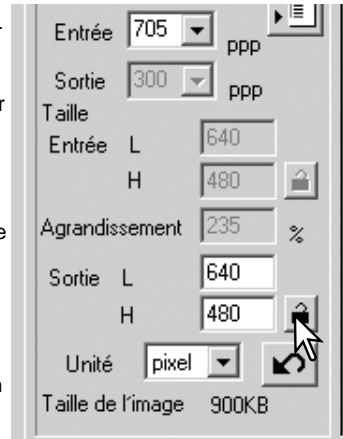 Entrée 705 ppp
Sortie 300 ppp
Taille
Entrée L 640
H 480
Agrandissement 235 %
Sortie L 640
H 480
Unité pixel
Taille de l'image 900KB